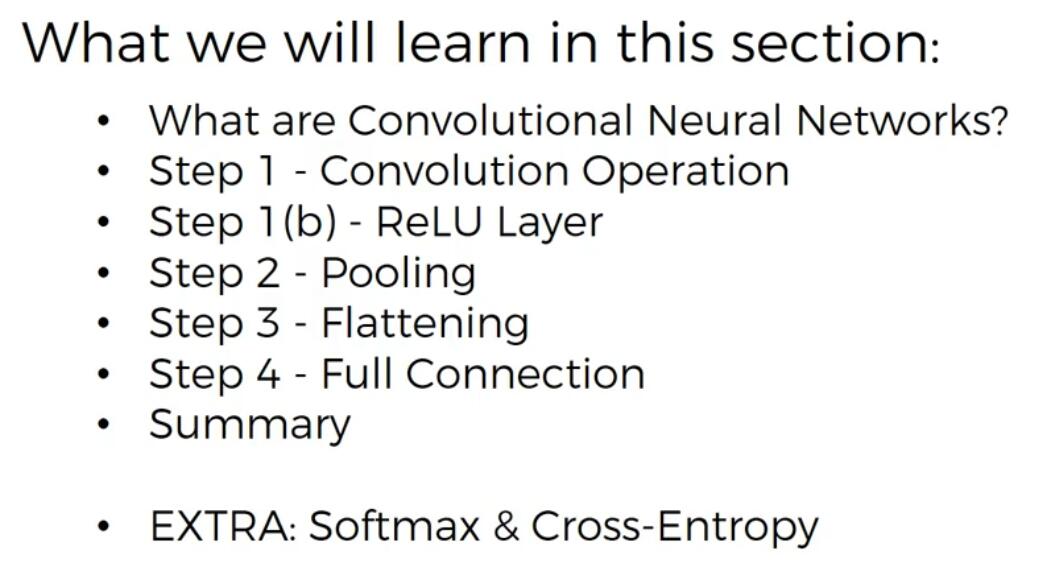 What we will learn in this section:
• What are Convolutional Neural Networks?
• Step 1 - Convolution Operation
• Step 1(b) - ReLU Layer
• Step 2 - Pooling
• Step 3 - Flattening
• Step 4 - Full Connection
• Summary
• EXTRA: Softmax & Cross-Entropy